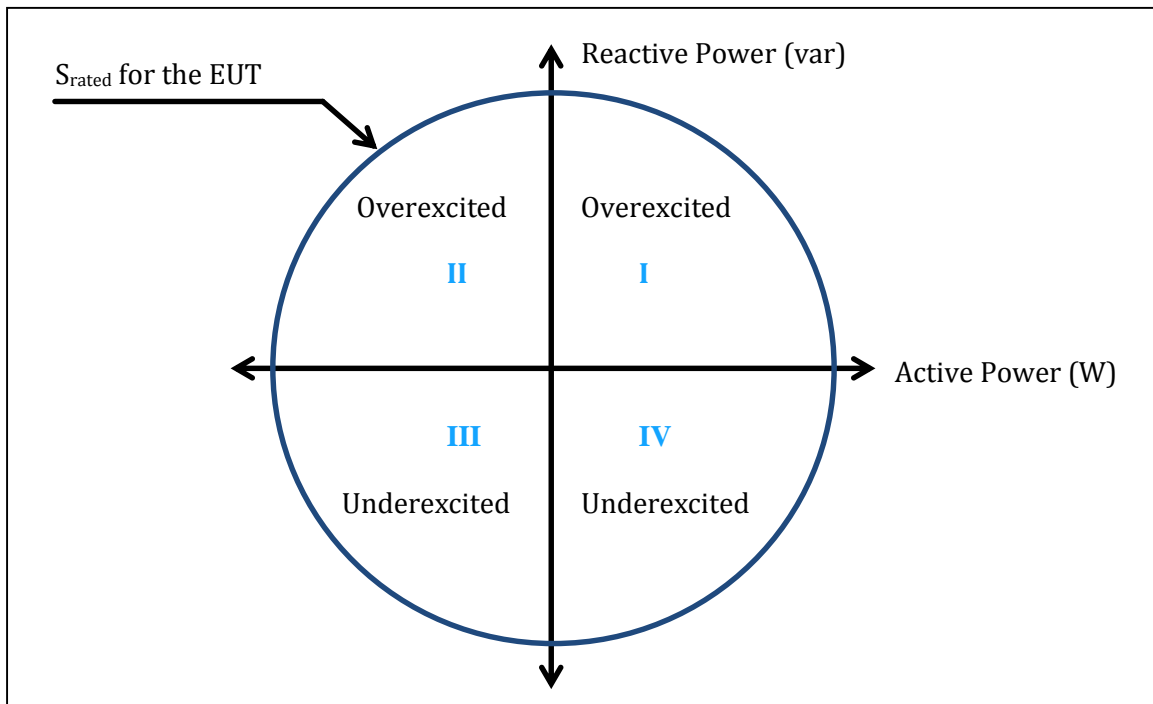 Reactive Power (var)
Srated for the EUT
Overexcited
Overexcited
II
I
Active Power (W)
III
IV
Underexcited
Underexcited